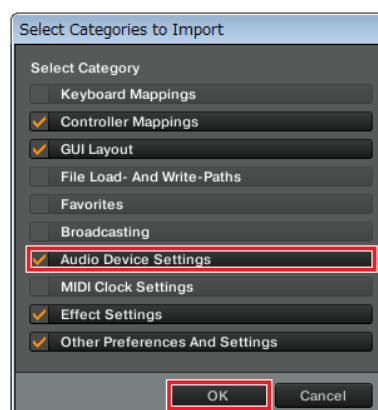 Select Categories to Import
Select Category
Keyboard Mappings
Controller Mappings
GUI Layout
File Load- And Write-Paths
Favorites
Broadcasting
Audio Device Settings
MIDI Clock Settings
Effect Settings
Other Preferences And Settings
OK Cancel